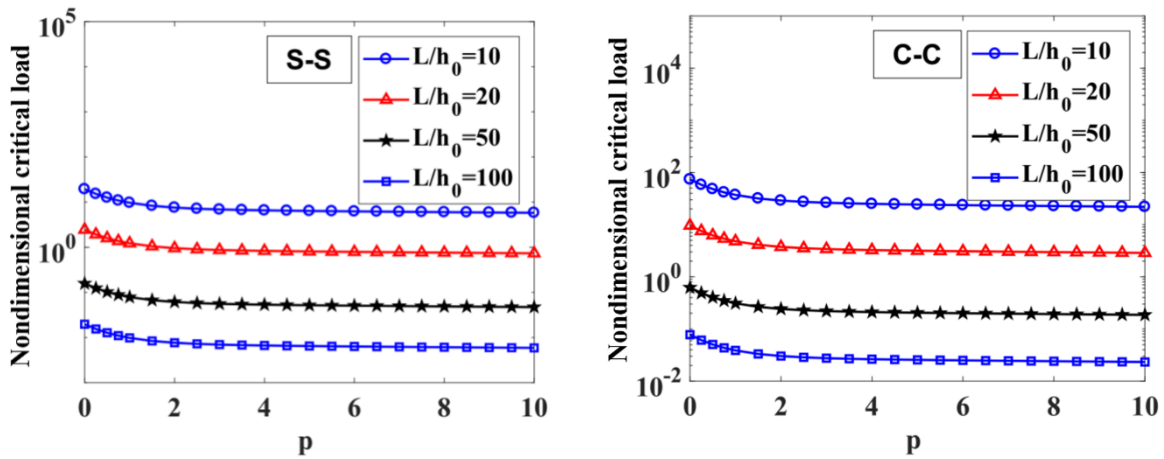 Nondimensional critical load
10^5
10^0
S-S
L/h_0=10
L/h_0=20
L/h_0=50
L/h_0=100
0 2 4 6 8 10
p
Nondimensional critical load
10^4
10^2
10^0
10^-2
C-C
L/h_0=10
L/h_0=20
L/h_0=50
L/h_0=100
0 2 4 6 8 10
p